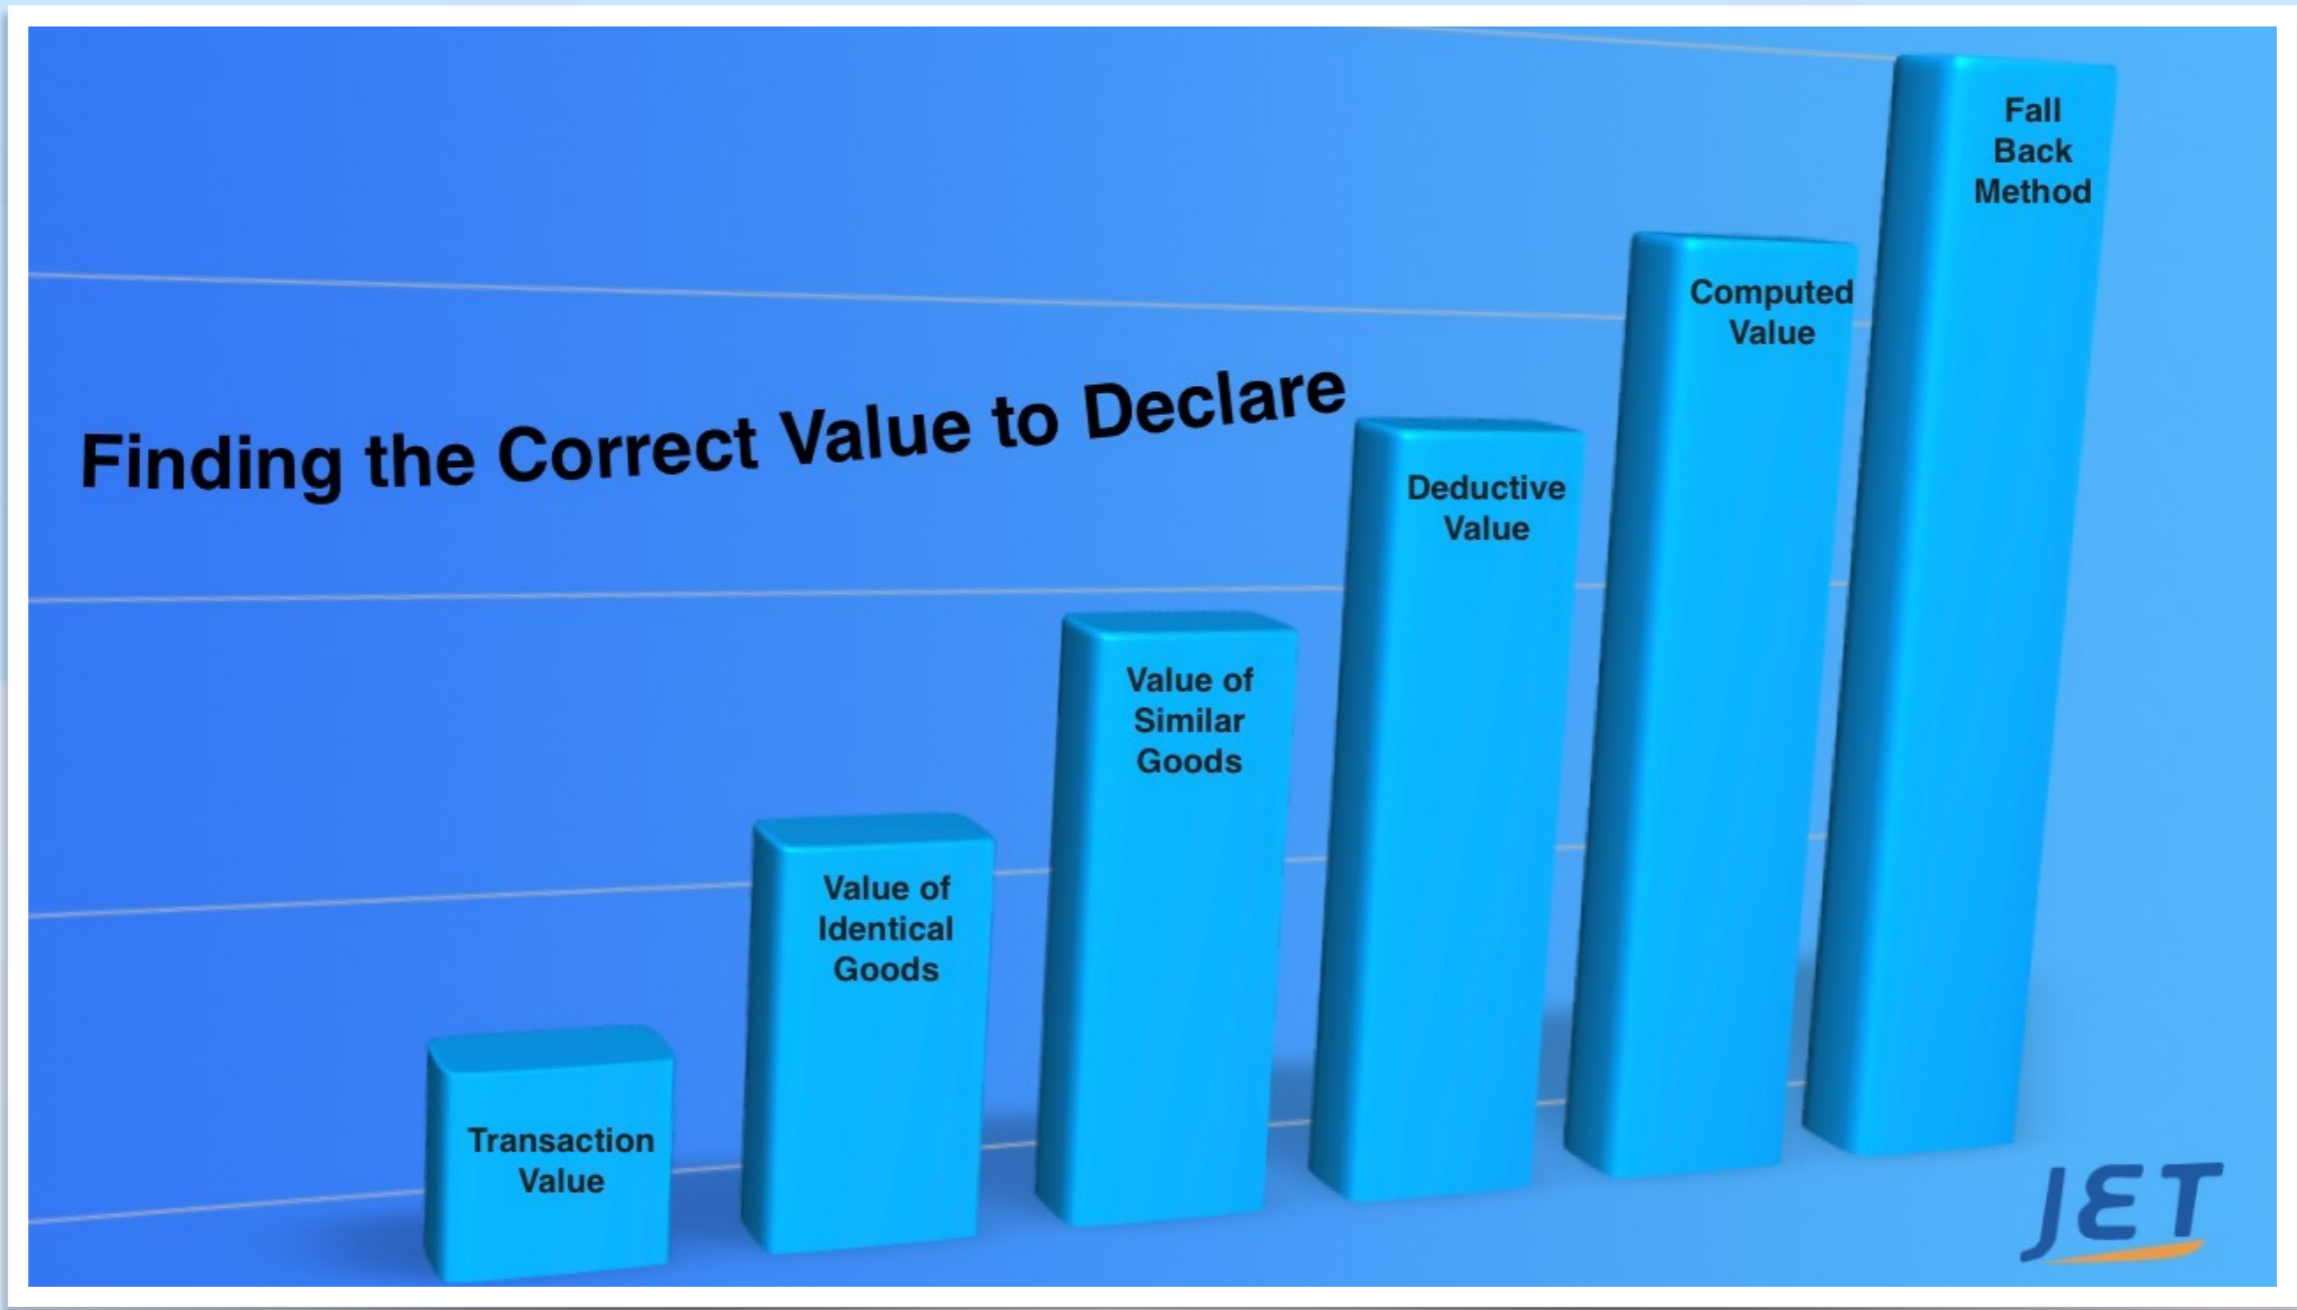 Finding the Correct Value to Declare
Transaction
Value
Value of
Identical
Goods
Value of
Similar
Goods
Deductive
Value
Computed
Value
Fall
Back
Method
JET